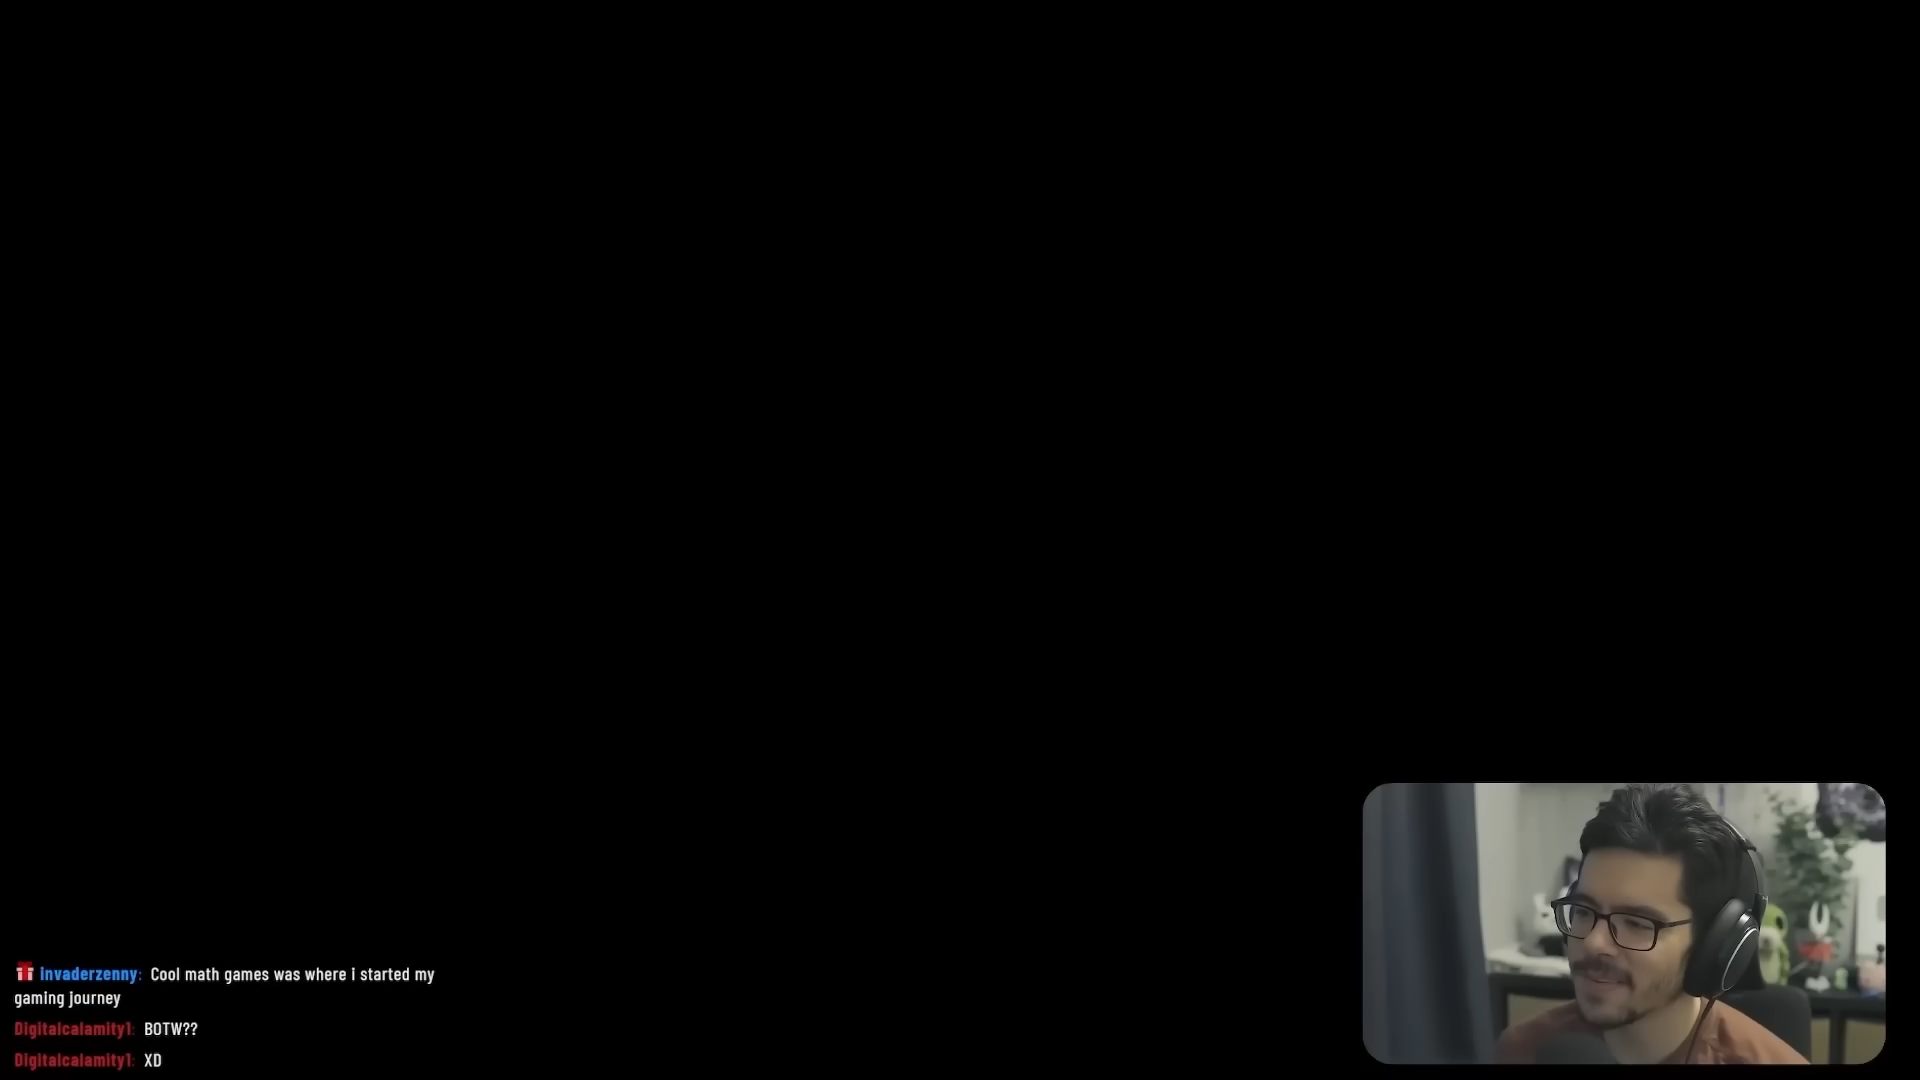 invaderzenny: Cool math games was where i started my
gaming journey
Digitalcalamity1: BOTW??
Digitalcalamity1: XD